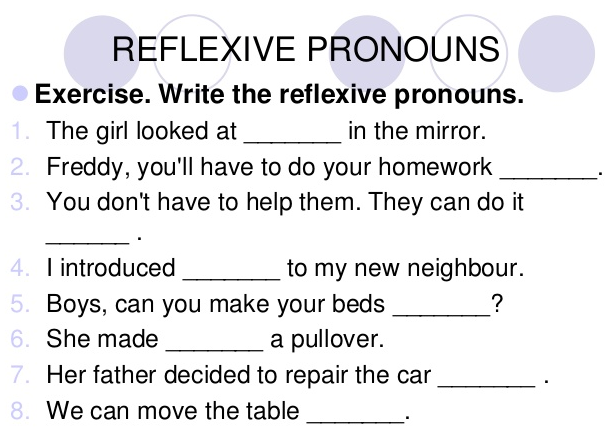 REFLEXIVE PRONOUNS
Exercise. Write the reflexive pronouns.
1. The girl looked at _______ in the mirror.
2. Freddy, you'll have to do your homework _______.
3. You don't have to help them. They can do it
______ .
4. I introduced _______ to my new neighbour.
5. Boys, can you make your beds _______?
6. She made _______ a pullover.
7. Her father decided to repair the car _______ .
8. We can move the table _______.